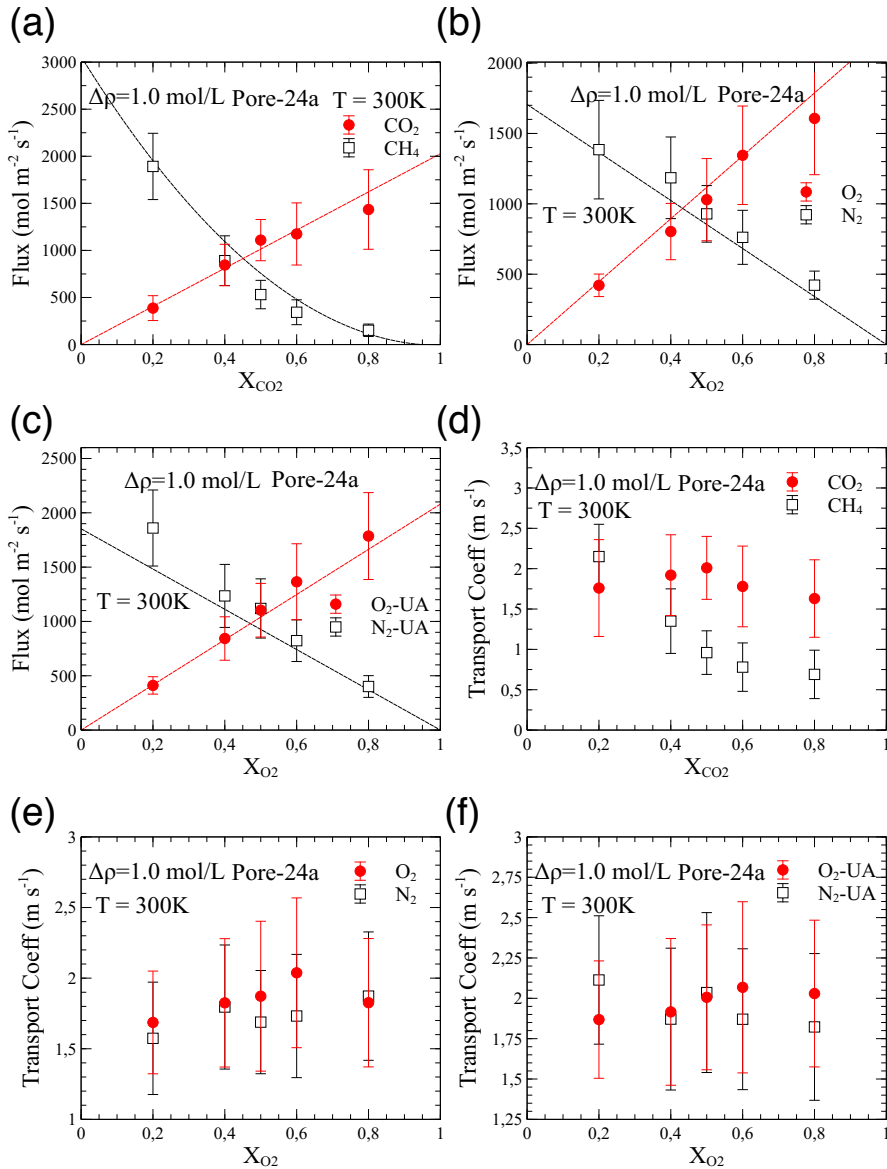 (a)
3000
2500
2000
1500
1000
500
0
Flux (mol m⁻² s⁻¹)
Δρ=1.0 mol/L Pore-24a
T = 300K
CO₂
CH₄
0
0,2
0,4
0,6
0,8
1
X_CO2
(b)
2000
1500
1000
500
0
Flux (mol m⁻² s⁻¹)
Δρ=1.0 mol/L Pore-24a
T = 300K
O₂
N₂
0
0,2
0,4
0,6
0,8
1
X_O2
(c)
2500
2000
1500
1000
500
0
Flux (mol m⁻² s⁻¹)
Δρ=1.0 mol/L Pore-24a
T = 300K
O₂-UA
N₂-UA
0
0,2
0,4
0,6
0,8
1
X_O2
(d)
3,5
3
2,5
2
1,5
1
0,5
0
Transport Coeff (m s⁻¹)
Δρ=1.0 mol/L Pore-24a
T = 300K
CO₂
CH₄
0
0,2
0,4
0,6
0,8
1
X_CO2
(e)
3
2,5
2
1,5
1
Transport Coeff (m s⁻¹)
Δρ=1.0 mol/L Pore-24a
T = 300K
O₂
N₂
0
0,2
0,4
0,6
0,8
1
X_O2
(f)
3
2,75
2,5
2,25
2
1,75
1,5
1,25
Transport Coeff (m s⁻¹)
Δρ=1.0 mol/L Pore-24a
T = 300K
O₂-UA
N₂-UA
0
0,2
0,4
0,6
0,8
1
X_O2